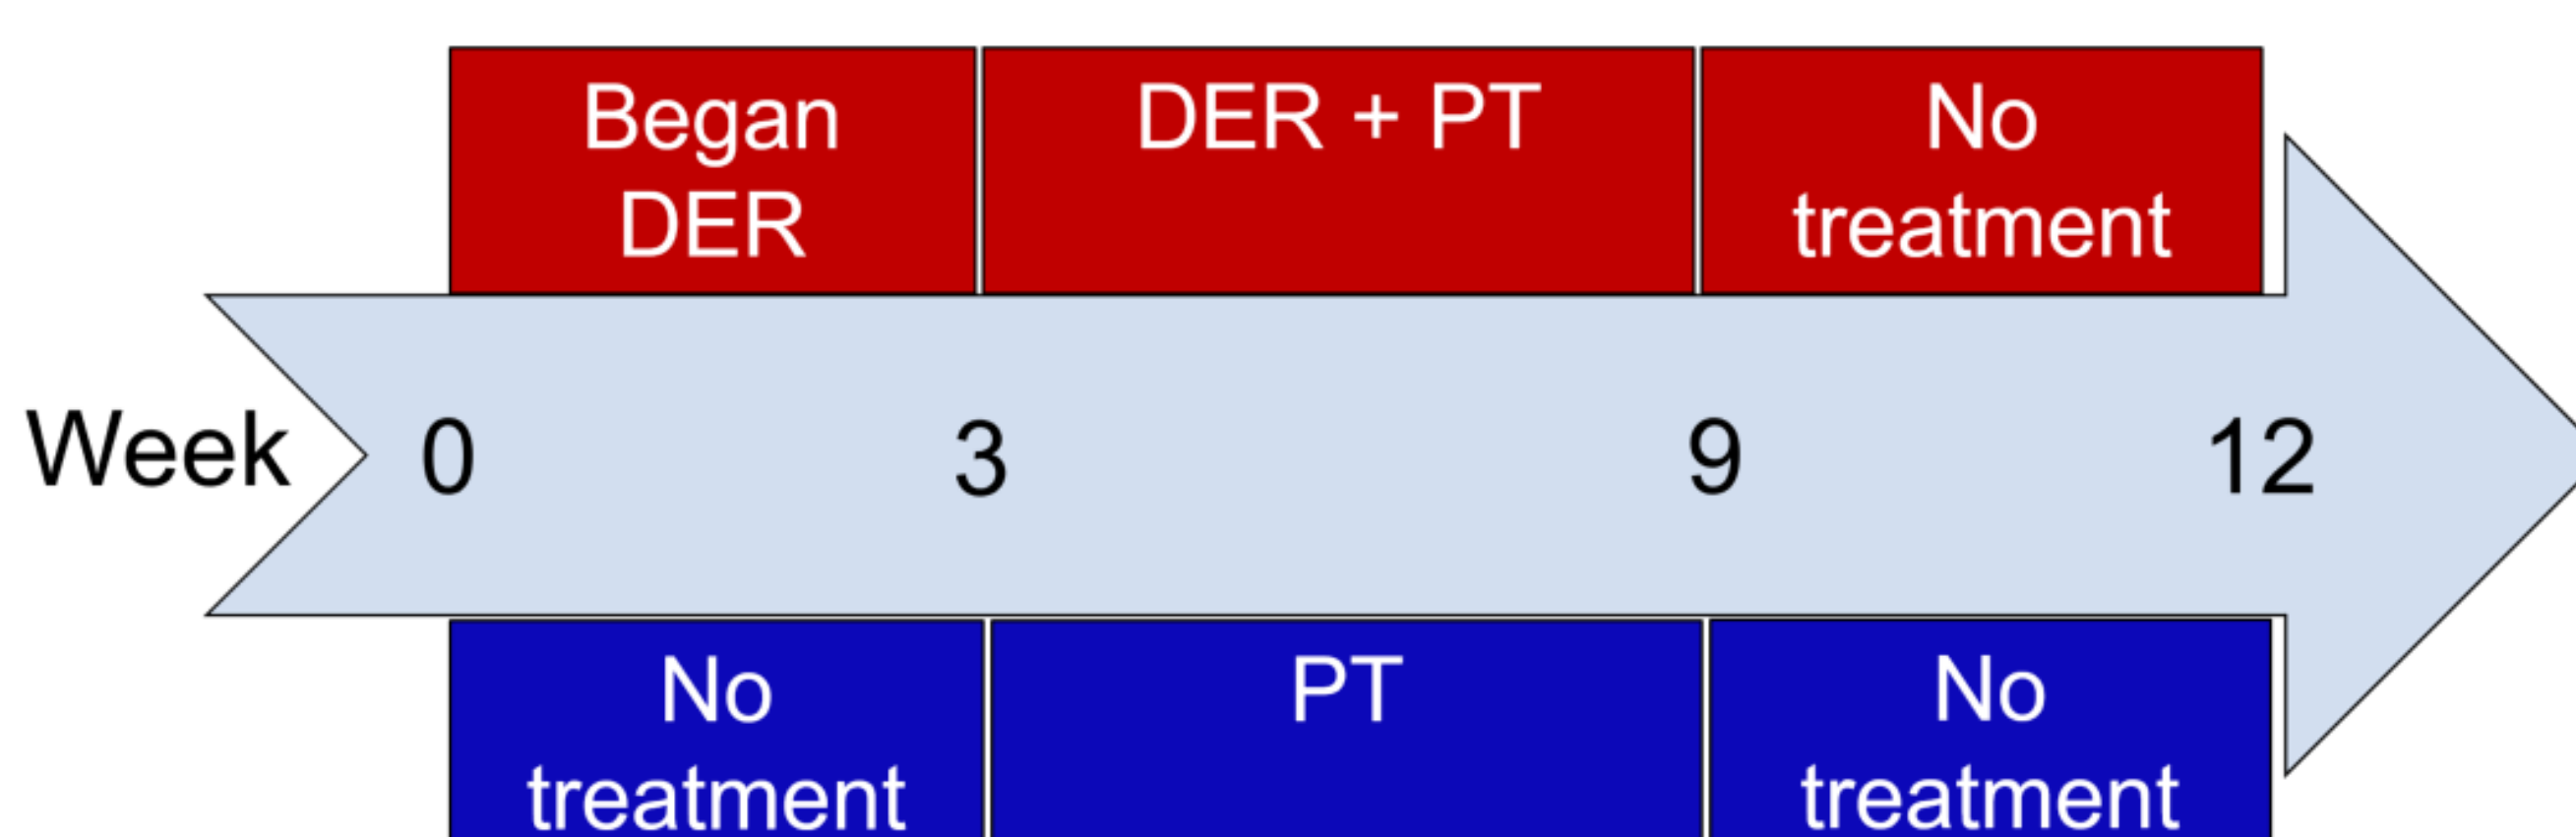 Began
DER
DER + PT
No
treatment
Week 0 3 9 12
No
treatment
PT
No
treatment